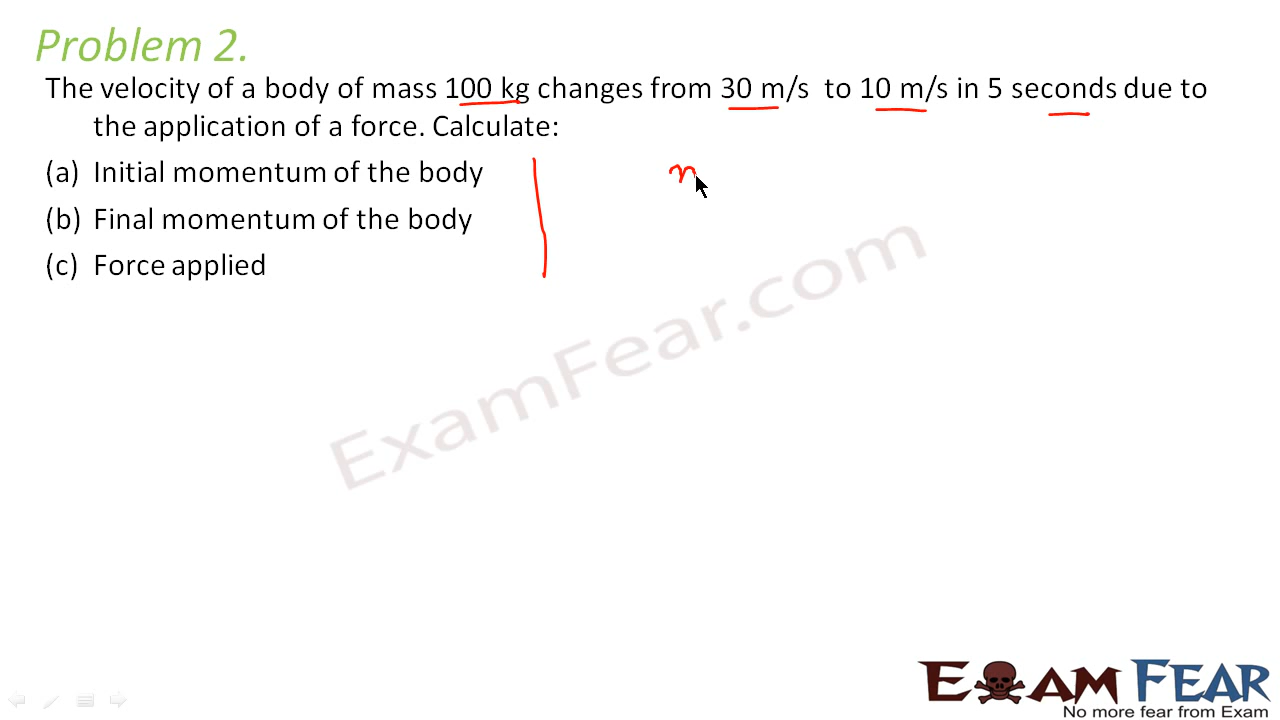 Problem 2.
The velocity of a body of mass 100 kg changes from 30 m/s to 10 m/s in 5 seconds due to
the application of a force. Calculate:
(a) Initial momentum of the body
(b) Final momentum of the body
(c) Force applied
ExamFear.com
EXAM FEAR
No more fear from Exam